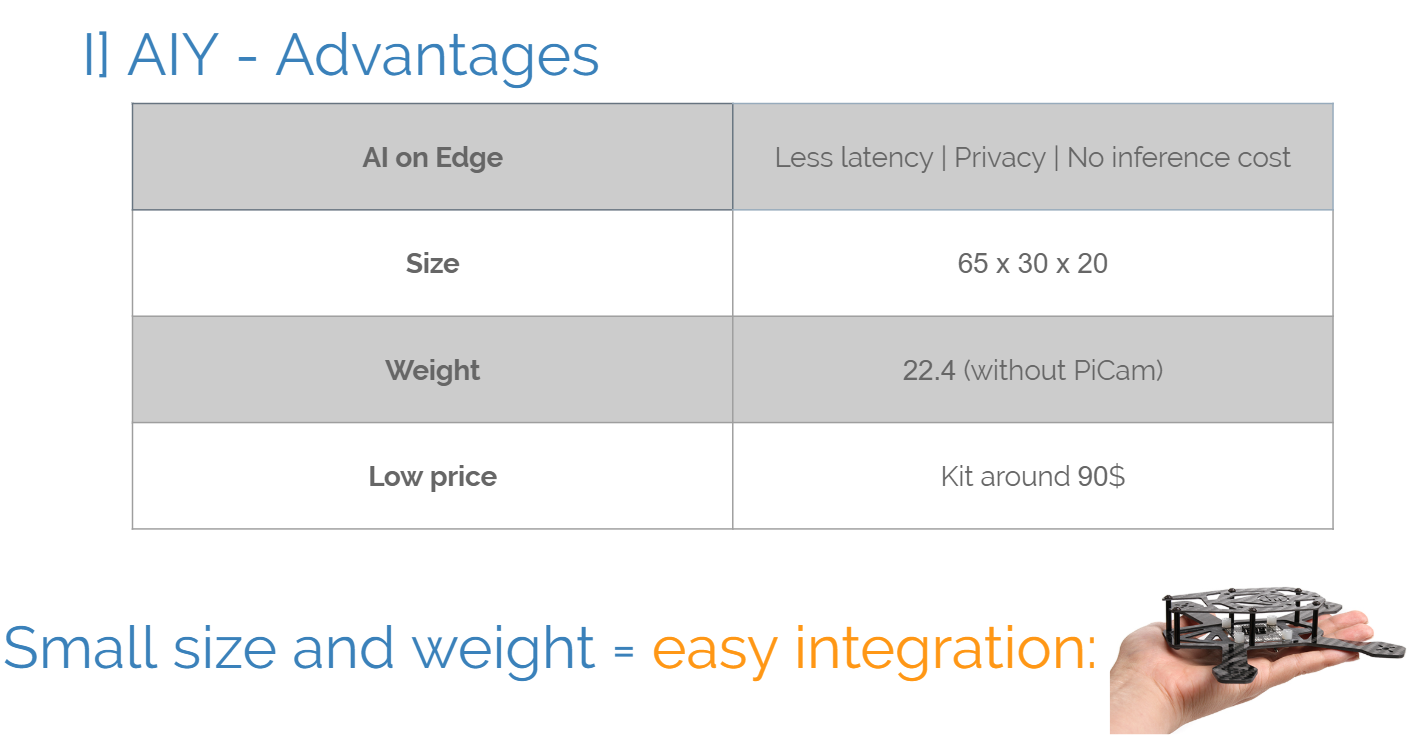 I] AIY - Advantages
AI on Edge
Less latency | Privacy | No inference cost
Size
65 x 30 x 20
Weight
22.4 (without PiCam)
Low price
Kit around 90$
Small size and weight = easy integration: